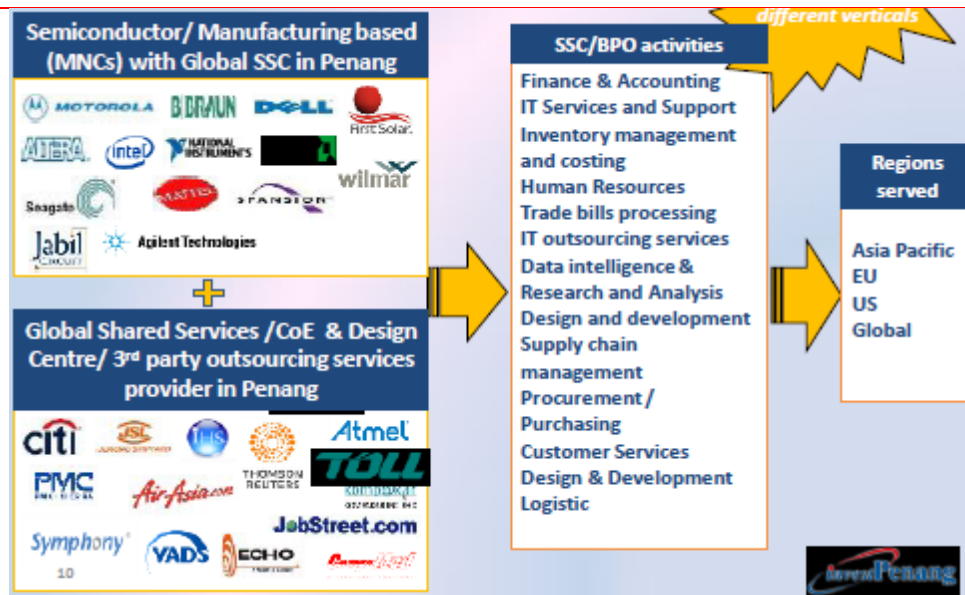 different verticals
Semiconductor/ Manufacturing based
(MNCs) with Global SSC in Penang
MOTOROLA B|BRAUN DELL
First Solar.
ALTERA intel NATIONAL
INSTRUMENTS
wilmar
Seagate MATTEL SPANSION
Jabil
CIRCUIT
Agilent Technologies
+
Global Shared Services /CoE & Design
Centre/ 3rd party outsourcing services
provider in Penang
citi JSL IHS Atmel
THOMSON
REUTERS
TOLL
PMC
PMC-SIERRA
AirAsia.com
JobStreet.com
Symphony VADS ECHO
10
SSC/BPO activities
Finance & Accounting
IT Services and Support
Inventory management
and costing
Human Resources
Trade bills processing
IT outsourcing services
Data intelligence &
Research and Analysis
Design and development
Supply chain
management
Procurement /
Purchasing
Customer Services
Design & Development
Logistic
Regions
served
Asia Pacific
EU
US
Global
investPenang